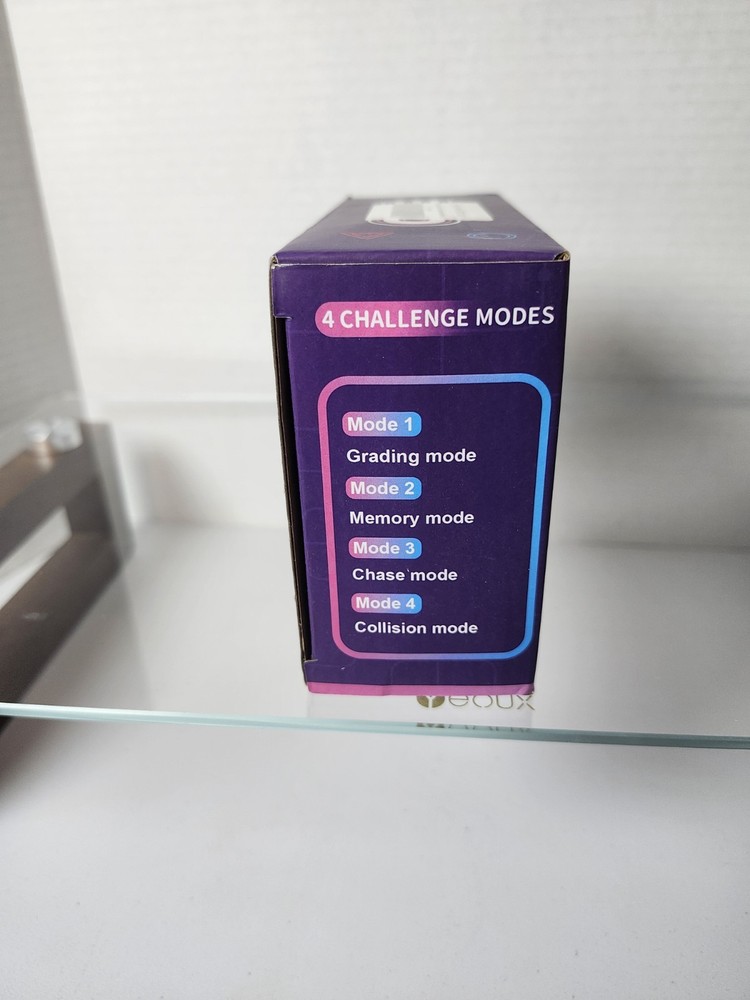 4 CHALLENGE MODES
Mode 1
Grading mode
Mode 2
Memory mode
Mode 3
Chase mode
Mode 4
Collision mode
Yeoux